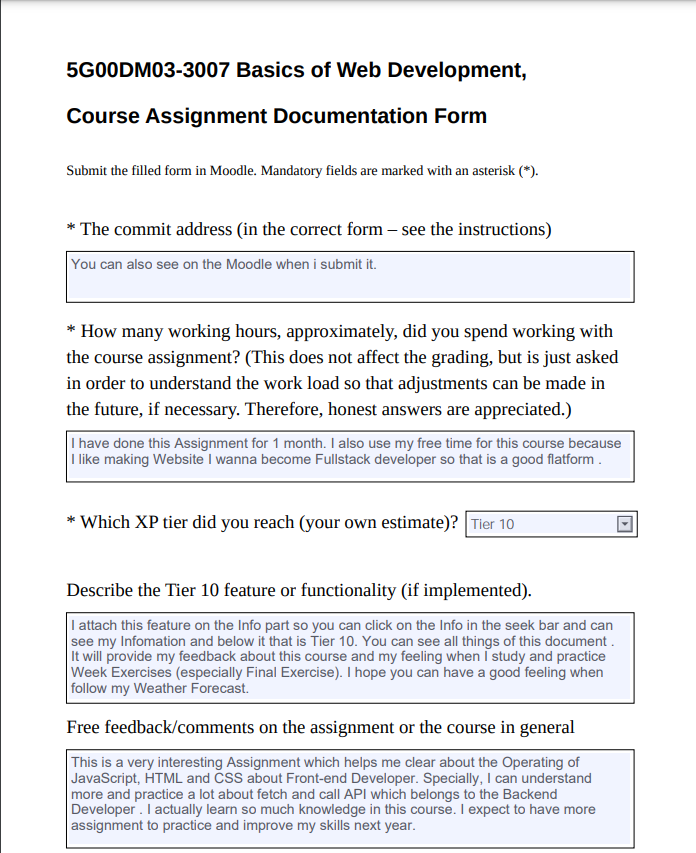 5G00DM03-3007 Basics of Web Development,
Course Assignment Documentation Form
Submit the filled form in Moodle. Mandatory fields are marked with an asterisk (*).
* The commit address (in the correct form – see the instructions)
You can also see on the Moodle when i submit it.
* How many working hours, approximately, did you spend working with
the course assignment? (This does not affect the grading, but is just asked
in order to understand the work load so that adjustments can be made in
the future, if necessary. Therefore, honest answers are appreciated.)
I have done this Assignment for 1 month. I also use my free time for this course because
I like making Website I wanna become Fullstack developer so that is a good flatform .
* Which XP tier did you reach (your own estimate)? Tier 10
Describe the Tier 10 feature or functionality (if implemented).
I attach this feature on the Info part so you can click on the Info in the seek bar and can
see my Infomation and below it that is Tier 10. You can see all things of this document .
It will provide my feedback about this course and my feeling when I study and practice
Week Exercises (especially Final Exercise). I hope you can have a good feeling when
follow my Weather Forecast.
Free feedback/comments on the assignment or the course in general
This is a very interesting Assignment which helps me clear about the Operating of
JavaScript, HTML and CSS about Front-end Developer. Specially, I can understand
more and practice a lot about fetch and call API which belongs to the Backend
Developer . I actually learn so much knowledge in this course. I expect to have more
assignment to practice and improve my skills next year.